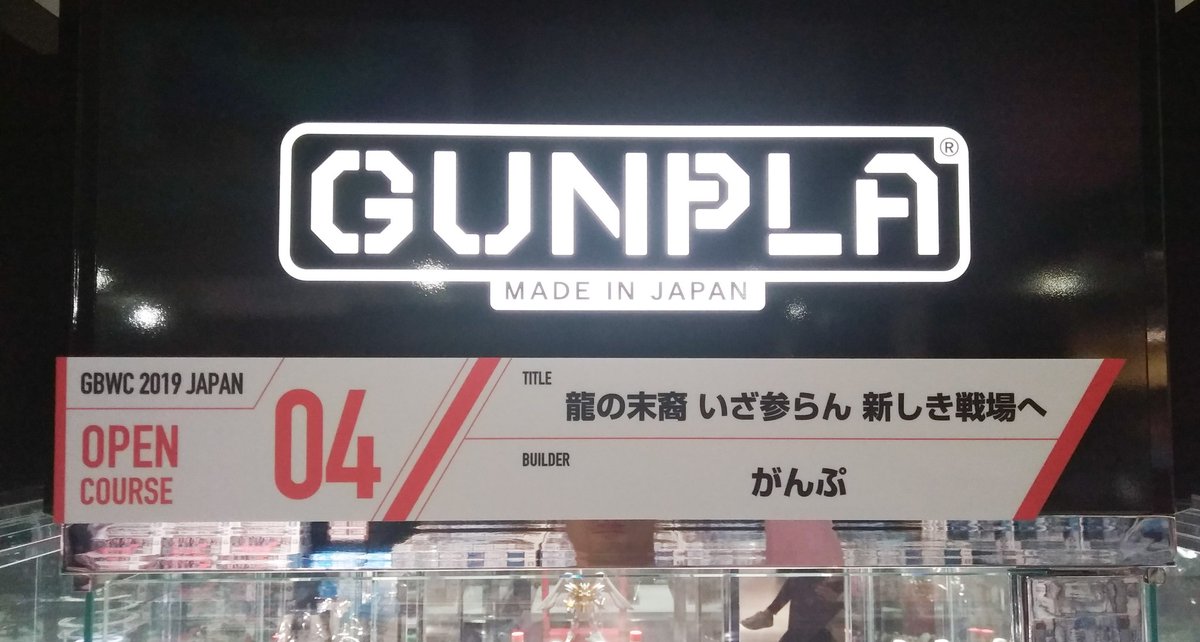 GUNPLA®
MADE IN JAPAN
GBWC 2019 JAPAN
OPEN
COURSE
04
TITLE
龍の末裔 いざ参らん 新しき戦場へ
BUILDER
がんぷ